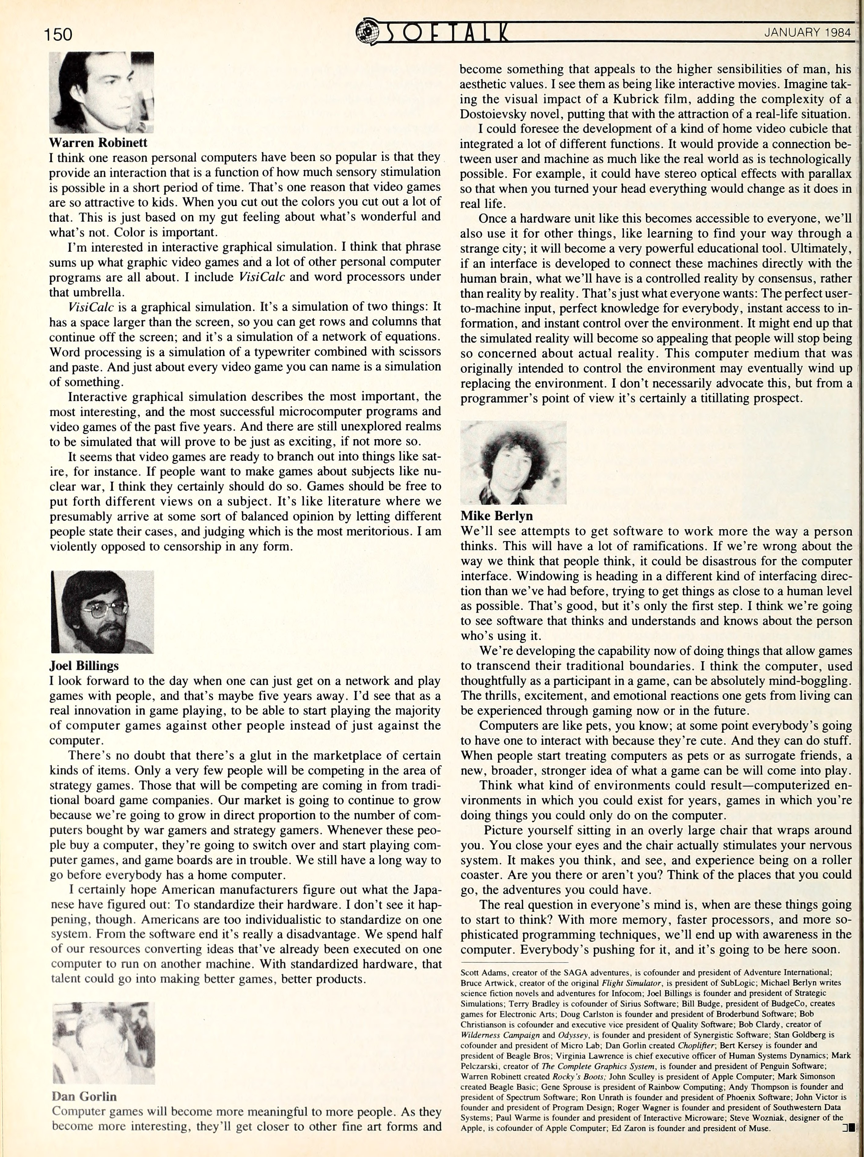 150
SOFTALK
JANUARY 1984
Warren Robinett
I think one reason personal computers have been so popular is that they
provide an interaction that is a function of how much sensory stimulation
is possible in a short period of time. That's one reason that video games
are so attractive to kids. When you cut out the colors you cut out a lot of
that. This is just based on my gut feeling about what's wonderful and
what's not. Color is important.
I'm interested in interactive graphical simulation. I think that phrase
sums up what graphic video games and a lot of other personal computer
programs are all about. I include VisiCalc and word processors under
that umbrella.
VisiCalc is a graphical simulation. It's a simulation of two things: It
has a space larger than the screen, so you can get rows and columns that
continue off the screen; and it's a simulation of a network of equations.
Word processing is a simulation of a typewriter combined with scissors
and paste. And just about every video game you can name is a simulation
of something.
Interactive graphical simulation describes the most important, the
most interesting, and the most successful microcomputer programs and
video games of the past five years. And there are still unexplored realms
to be simulated that will prove to be just as exciting, if not more so.
It seems that video games are ready to branch out into things like sat-
ire, for instance. If people want to make games about subjects like nu-
clear war, I think they certainly should do so. Games should be free to
put forth different views on a subject. It's like literature where we
presumably arrive at some sort of balanced opinion by letting different
people state their cases, and judging which is the most meritorious. I am
violently opposed to censorship in any form.
Joel Billings
I look forward to the day when one can just get on a network and play
games with people, and that's maybe five years away. I'd see that as a
real innovation in game playing, to be able to start playing the majority
of computer games against other people instead of just against the
computer.
There's no doubt that there's a glut in the marketplace of certain
kinds of items. Only a very few people will be competing in the area of
strategy games. Those that will be competing are coming in from tradi-
tional board game companies. Our market is going to continue to grow
because we're going to grow in direct proportion to the number of com-
puters bought by war gamers and strategy gamers. Whenever these peo-
ple buy a computer, they're going to switch over and start playing com-
puter games, and game boards are in trouble. We still have a long way to
go before everybody has a home computer.
I certainly hope American manufacturers figure out what the Japa-
nese have figured out: To standardize their hardware. I don't see it hap-
pening, though. Americans are too individualistic to standardize on one
system. From the software end it's really a disadvantage. We spend half
of our resources converting ideas that've already been executed on one
computer to run on another machine. With standardized hardware, that
talent could go into making better games, better products.
Dan Gorlin
Computer games will become more meaningful to more people. As they
become more interesting, they'll get closer to other fine art forms and
become something that appeals to the higher sensibilities of man, his
aesthetic values. I see them as being like interactive movies. Imagine tak-
ing the visual impact of a Kubrick film, adding the complexity of a
Dostoievsky novel, putting that with the attraction of a real-life situation.
I could foresee the development of a kind of home video cubicle that
integrated a lot of different functions. It would provide a connection be-
tween user and machine as much like the real world as is technologically
possible. For example, it could have stereo optical effects with parallax
so that when you turned your head everything would change as it does in
real life.
Once a hardware unit like this becomes accessible to everyone, we'll
also use it for other things, like learning to find your way through a
strange city; it will become a very powerful educational tool. Ultimately,
if an interface is developed to connect these machines directly with the
human brain, what we'll have is a controlled reality by consensus, rather
than reality by reality. That's just what everyone wants: The perfect user-
to-machine input, perfect knowledge for everybody, instant access to in-
formation, and instant control over the environment. It might end up that
the simulated reality will become so appealing that people will stop being
so concerned about actual reality. This computer medium that was
originally intended to control the environment may eventually wind up
replacing the environment. I don't necessarily advocate this, but from a
programmer's point of view it's certainly a titillating prospect.
Mike Berlyn
We'll see attempts to get software to work more the way a person
thinks. This will have a lot of ramifications. If we're wrong about the
way we think that people think, it could be disastrous for the computer
interface. Windowing is heading in a different kind of interfacing direc-
tion than we've had before, trying to get things as close to a human level
as possible. That's good, but it's only the first step. I think we're going
to see software that thinks and understands and knows about the person
who's using it.
We're developing the capability now of doing things that allow games
to transcend their traditional boundaries. I think the computer, used
thoughtfully as a participant in a game, can be absolutely mind-boggling.
The thrills, excitement, and emotional reactions one gets from living can
be experienced through gaming now or in the future.
Computers are like pets, you know; at some point everybody's going
to have one to interact with because they're cute. And they can do stuff.
When people start treating computers as pets or as surrogate friends, a
new, broader, stronger idea of what a game can be will come into play.
Think what kind of environments could result—computerized en-
vironments in which you could exist for years, games in which you're
doing things you could only do on the computer.
Picture yourself sitting in an overly large chair that wraps around
you. You close your eyes and the chair actually stimulates your nervous
system. It makes you think, and see, and experience being on a roller
coaster. Are you there or aren't you? Think of the places that you could
go, the adventures you could have.
The real question in everyone's mind is, when are these things going
to start to think? With more memory, faster processors, and more so-
phisticated programming techniques, we'll end up with awareness in the
computer. Everybody's pushing for it, and it's going to be here soon.
Scott Adams, creator of the SAGA adventures, is cofounder and president of Adventure International;
Bruce Artwick, creator of the original Flight Simulator, is president of SubLogic; Michael Berlyn writes
science fiction novels and adventures for Infocom; Joel Billings is founder and president of Strategic
Simulations; Terry Bradley is cofounder of Sirius Software; Bill Budge, president of BudgeCo, creates
games for Electronic Arts; Doug Carlston is founder and president of Broderbund Software; Bob
Christianson is cofounder and executive vice president of Quality Software; Bob Clardy, creator of
Wilderness Campaign and Odyssey, is founder and president of Synergistic Software; Stan Goldberg is
cofounder and president of Micro Lab; Dan Gorlin created Choplifter; Bert Kersey is founder and
president of Beagle Bros; Virginia Lawrence is chief executive officer of Human Systems Dynamics; Mark
Pelczarski, creator of The Complete Graphics System, is founder and president of Penguin Software;
Warren Robinett created Rocky's Boots; John Sculley is president of Apple Computer; Mark Simonson
created Beagle Basic; Gene Sprouse is president of Rainbow Computing; Andy Thompson is founder and
president of Spectrum Software; Ron Unrath is founder and president of Phoenix Software; John Victor is
founder and president of Program Design; Roger Wagner is founder and president of Southwestern Data
Systems; Paul Warme is founder and president of Interactive Microware; Steve Wozniak, designer of the
Apple, is cofounder of Apple Computer; Ed Zaron is founder and president of Muse.